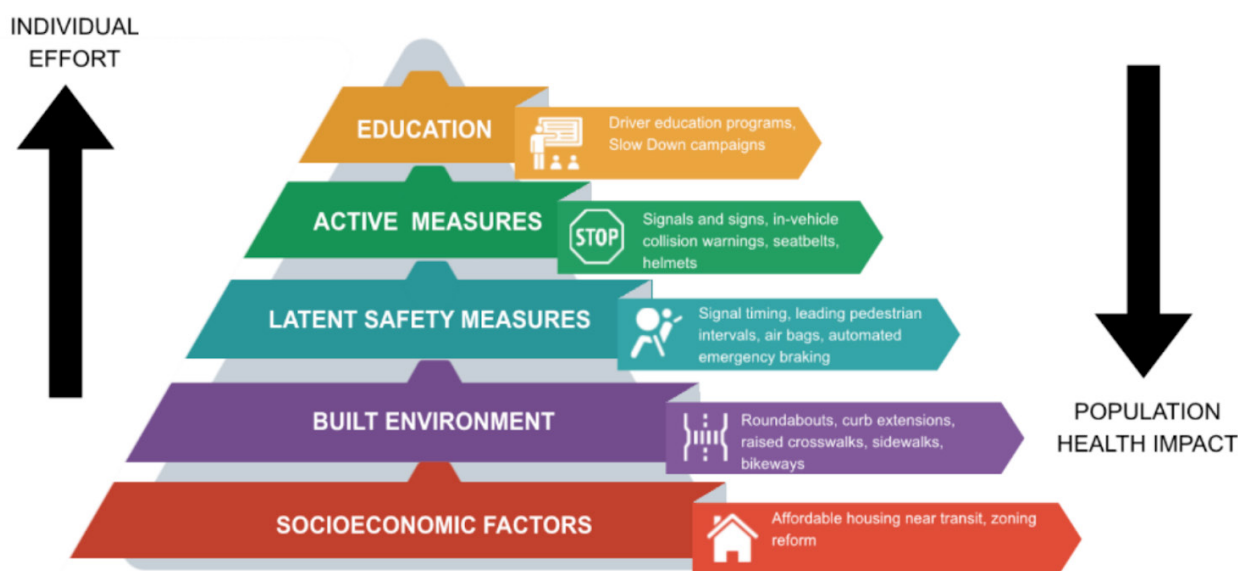 INDIVIDUAL
EFFORT
EDUCATION
Driver education programs,
Slow Down campaigns
ACTIVE MEASURES
STOP
Signals and signs, in-vehicle
collision warnings, seatbelts,
helmets
LATENT SAFETY MEASURES
Signal timing, leading pedestrian
intervals, air bags, automated
emergency braking
BUILT ENVIRONMENT
Roundabouts, curb extensions,
raised crosswalks, sidewalks,
bikeways
SOCIOECONOMIC FACTORS
Affordable housing near transit, zoning
reform
POPULATION
HEALTH IMPACT